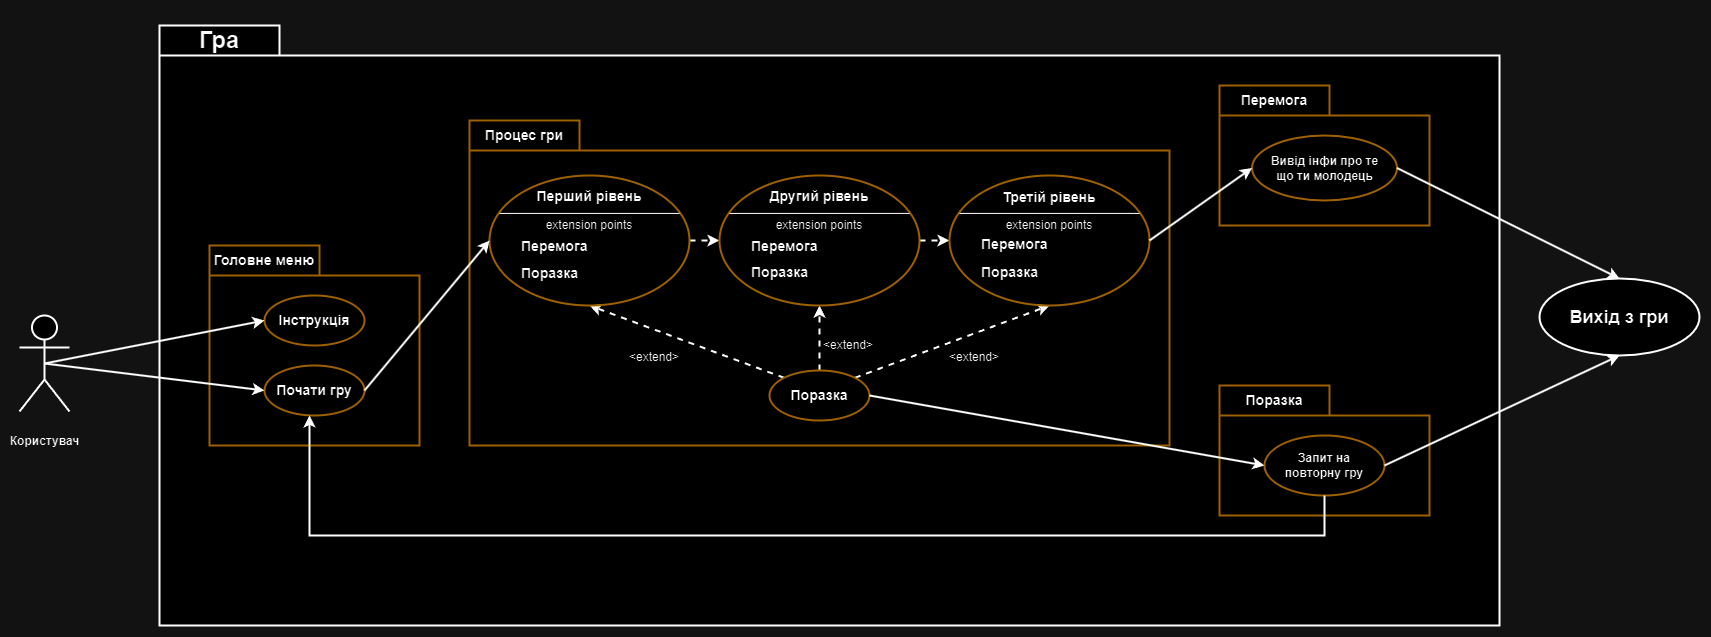 Гра
Перемога
Вивід інфи про те
що ти молодець
Процес гри
Перший рівень
extension points
Перемога
Поразка
Другий рівень
extension points
Перемога
Поразка
Третій рівень
extension points
Перемога
Поразка
Головне меню
Інструкція
Почати гру
Користувач
<extend>
<extend>
<extend>
Поразка
Вихід з гри
Поразка
Запит на
повторну гру